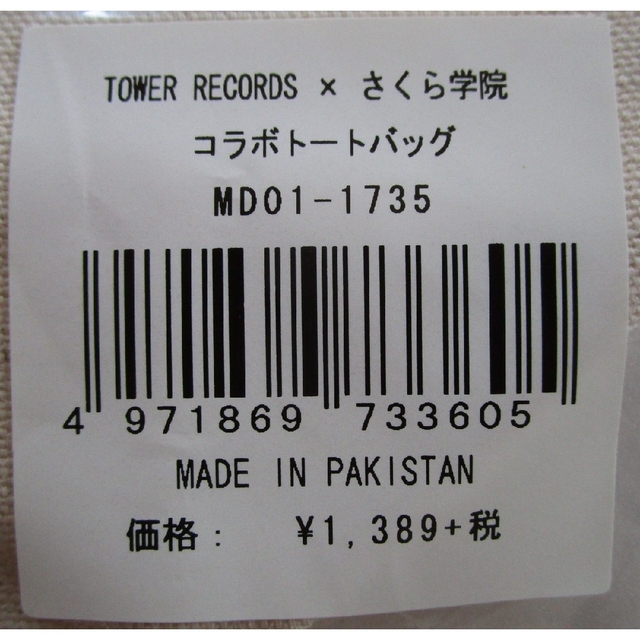 TOWER RECORDS × さくら学院
コラボトートバッグ
MD01-1735
4 971869 733605
MADE IN PAKISTAN
価格: ¥1,389+税